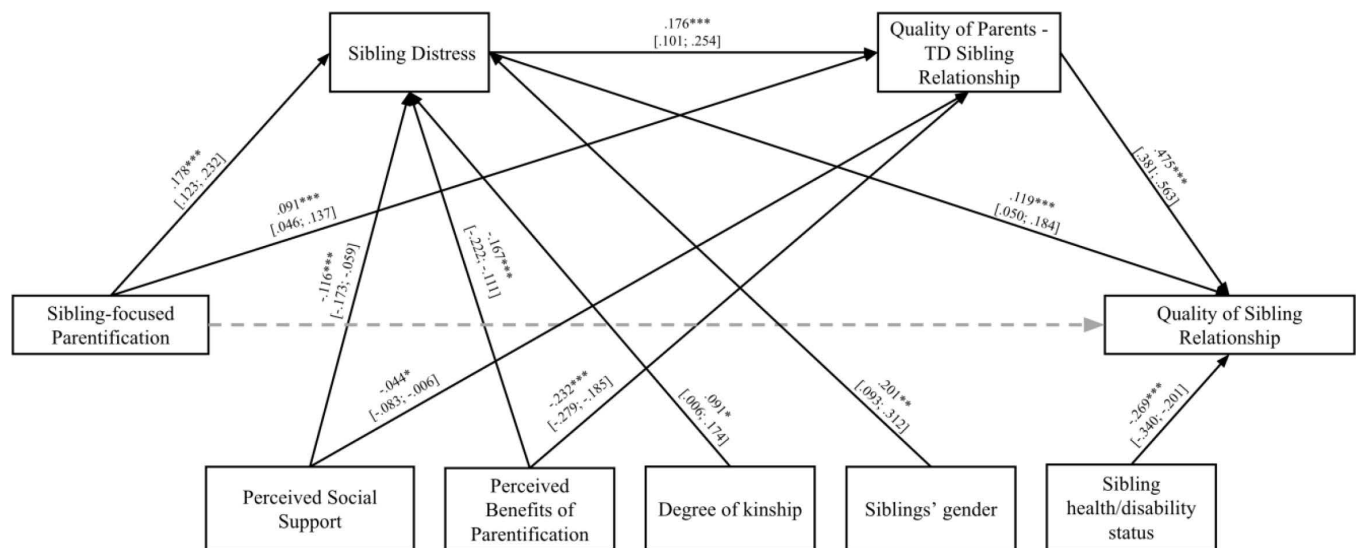 Sibling Distress
.176***
[.101; .254]
Quality of Parents -
TD Sibling
Relationship
.178***
[.123; .232]
.091***
[.046; .137]
-.116***
[-.173; -.059]
-.167***
[-.222; -.111]
.119***
[.050; .184]
.475***
[.381; .563]
Sibling-focused
Parentification
Quality of Sibling
Relationship
-.044*
[-.083; -.006]
-.232***
[-.279; -.185]
.091*
[.006; .174]
.201**
[.093; .312]
-.269***
[-.340; -.201]
Perceived Social
Support
Perceived
Benefits of
Parentification
Degree of kinship
Siblings’ gender
Sibling
health/disability
status